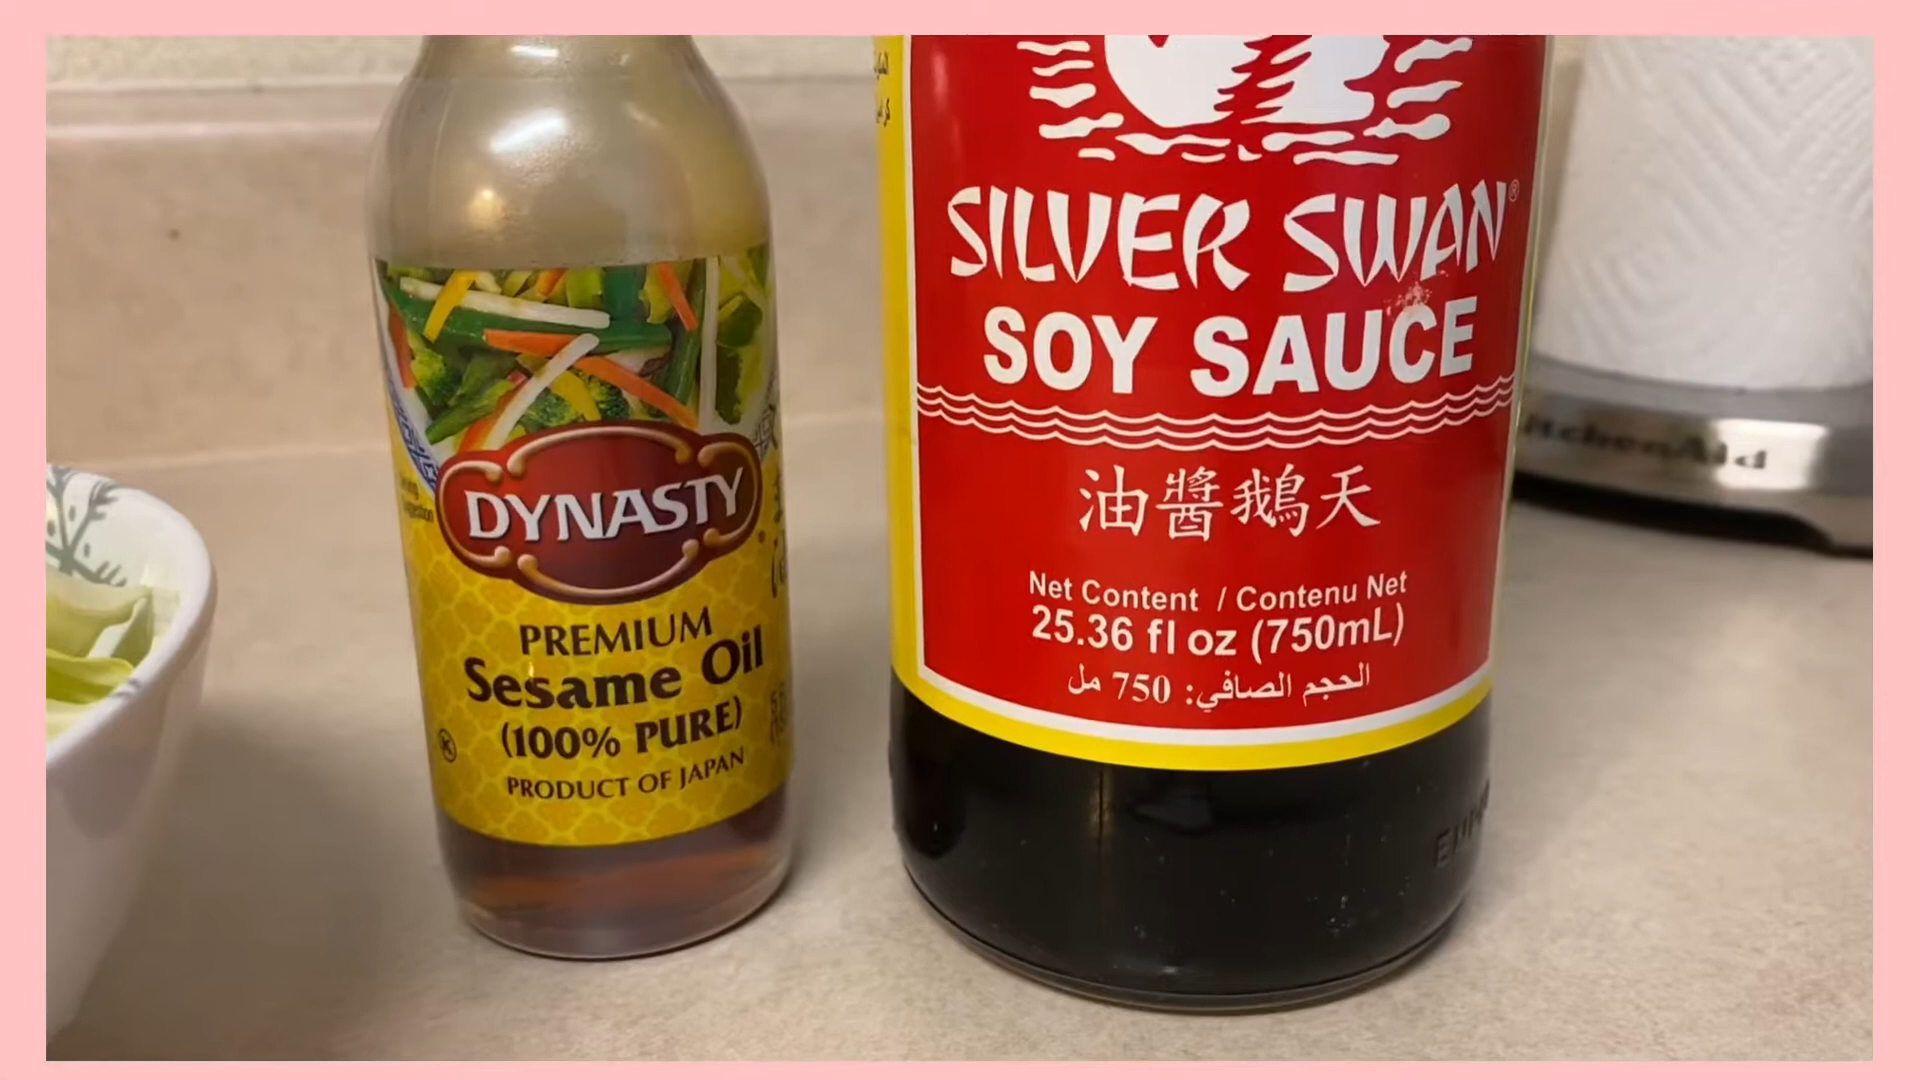 DYNASTY
PREMIUM
Sesame Oil
(100% PURE)
PRODUCT OF JAPAN
SILVER SWAN®
SOY SAUCE
油醬鵝天
Net Content / Contenu Net
25.36 fl oz (750mL)
الحجم الصافي: 750 مل